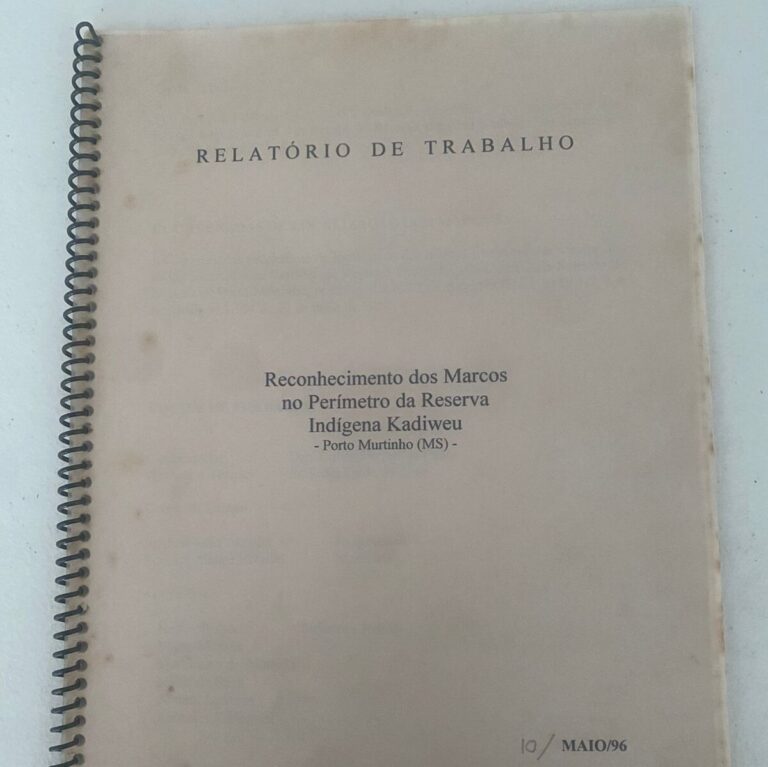 RELATÓRIO DE TRABALHO
Reconhecimento dos Marcos
no Perímetro da Reserva
Indígena Kadiweu
- Porto Murtinho (MS) -
10/ MAIO/96